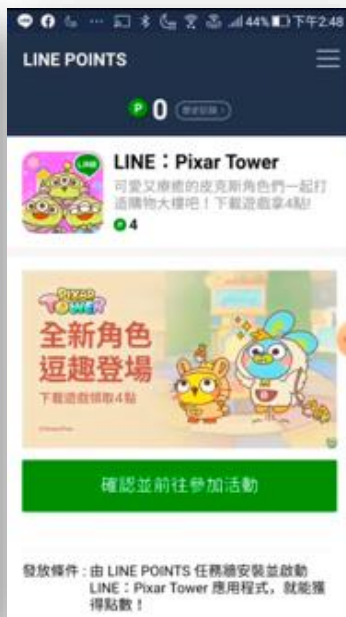 44% 下午2:48
LINE POINTS
P 0
LINE：Pixar Tower
可愛又療癒的皮克斯角色們一起打
造購物大樓吧！下載遊戲拿4點!
P 4
LINE
PIXAR
TOWER
全新角色
逗趣登場
下載遊戲領取4點
確認並前往參加活動
發放條件 : 由 LINE POINTS 任務牆安裝並啟動
LINE：Pixar Tower 應用程式，就能獲
得點數！